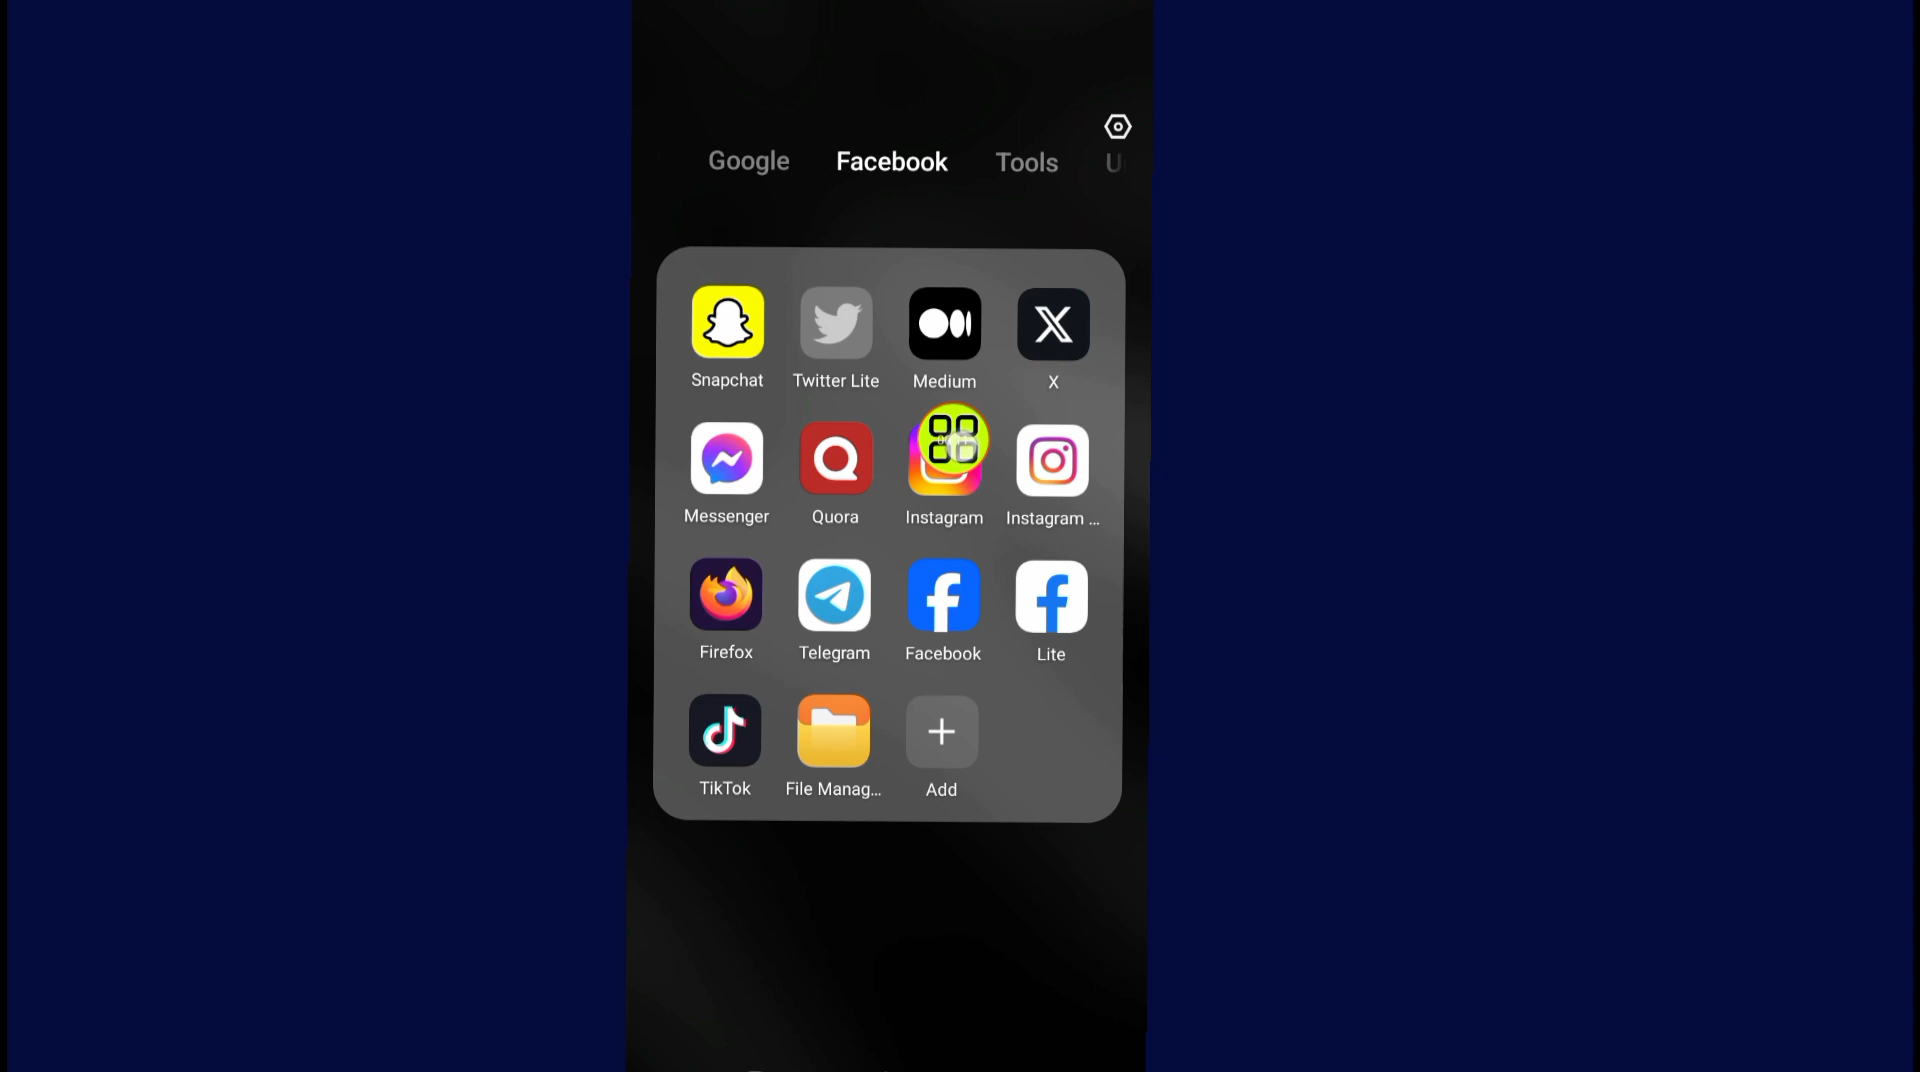 Google Facebook Tools U
Snapchat Twitter Lite Medium X
Messenger Quora Instagram Instagram ...
Firefox Telegram Facebook Lite
TikTok File Manag... Add